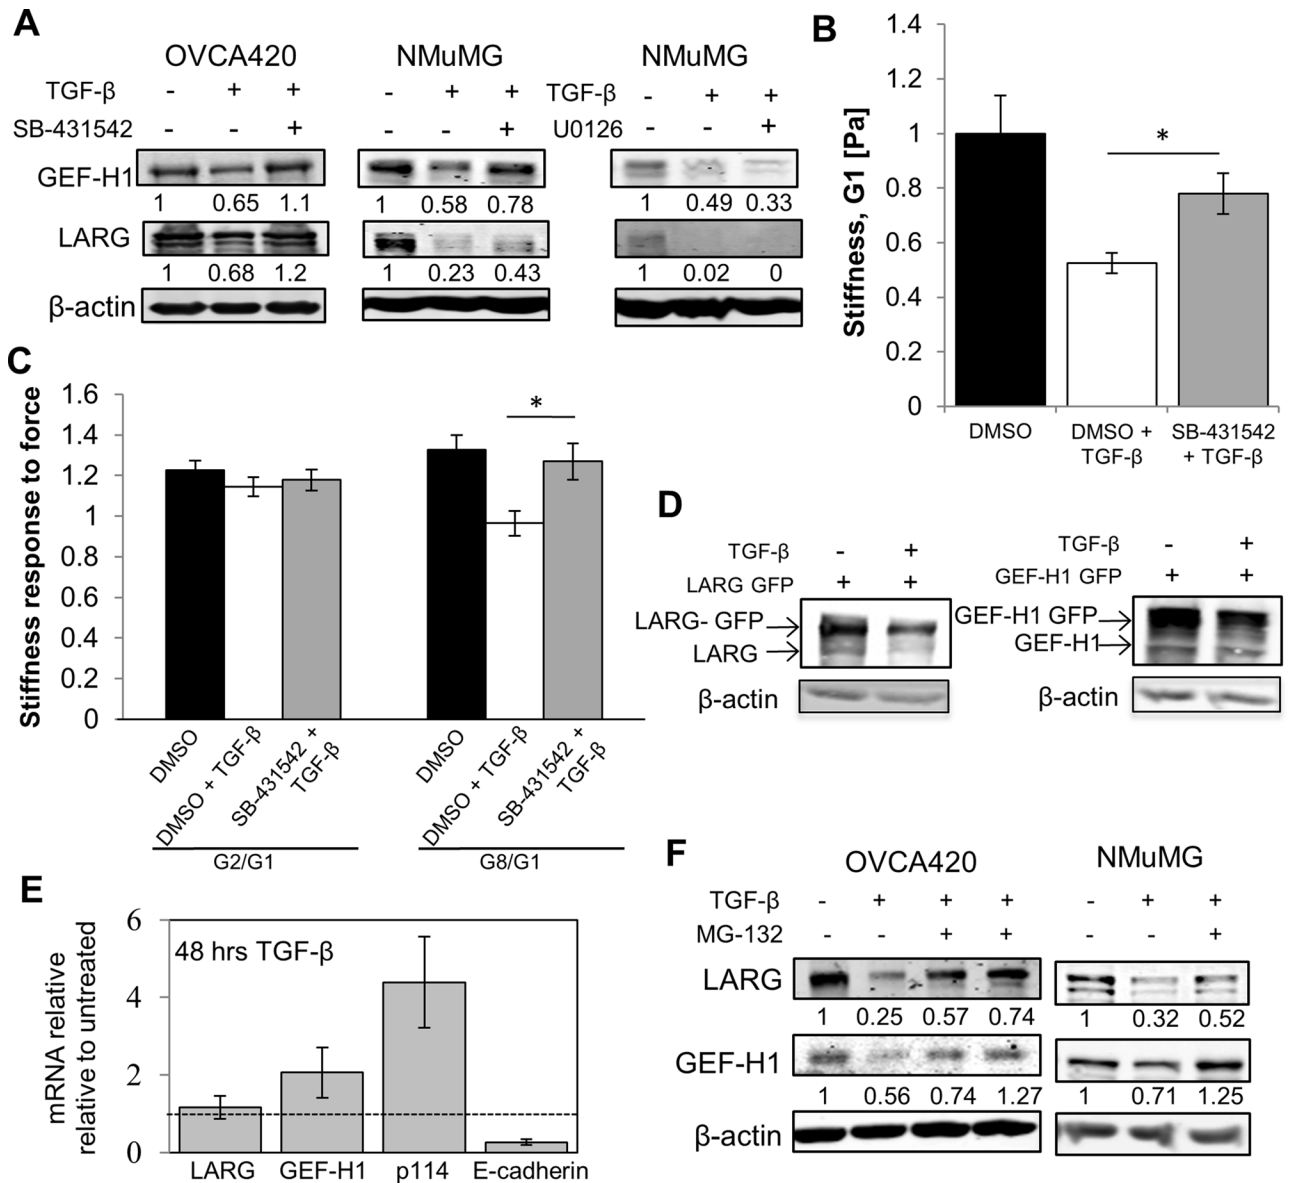 A
OVCA420 NMuMG NMuMG
TGF-β - + + - + + TGF-β - + +
SB-431542 - - + - - + U0126 - - +
GEF-H1
1 0.65 1.1 1 0.58 0.78 1 0.49 0.33
LARG
1 0.68 1.2 1 0.23 0.43 1 0.02 0
β-actin
B
Stiffness, G1 [Pa]
1.4
1.2
1
0.8
0.6
0.4
0.2
0
*
DMSO DMSO + TGF-β SB-431542 + TGF-β
C
Stiffness response to force
1.6
1.4
1.2
1
0.8
0.6
0.4
0.2
0
*
DMSO DMSO + TGF-β SB-431542 + TGF-β DMSO DMSO + TGF-β SB-431542 + TGF-β
G2/G1 G8/G1
D
TGF-β - + TGF-β - +
LARG GFP + + GEF-H1 GFP + +
LARG- GFP GEF-H1 GFP
LARG GEF-H1
β-actin β-actin
E
mRNA relative
relative to untreated
6
4
2
0
48 hrs TGF-β
LARG GEF-H1 p114 E-cadherin
F
OVCA420 NMuMG
TGF-β - + + + - + +
MG-132 - - + + - - +
LARG
1 0.25 0.57 0.74 1 0.32 0.52
GEF-H1
1 0.56 0.74 1.27 1 0.71 1.25
β-actin